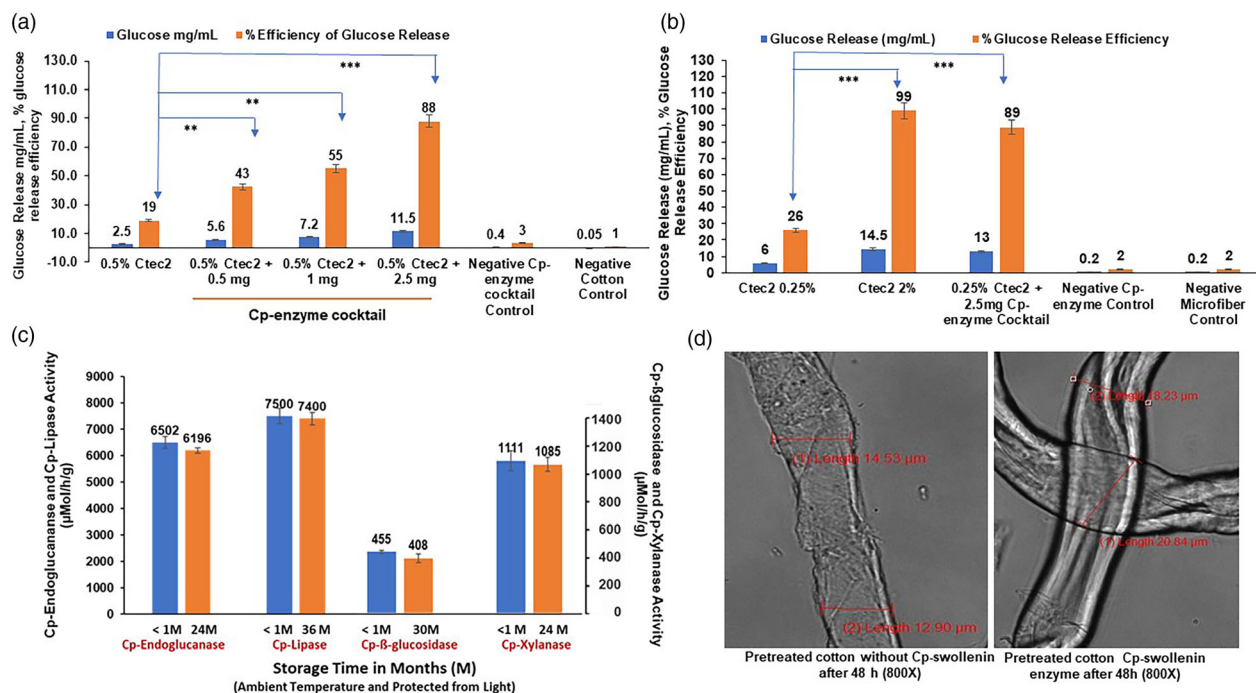 (a)
Glucose mg/mL
% Efficiency of Glucose Release
Glucose Release mg/mL, % glucose
release efficiency
130.0
110.0
90.0
70.0
50.0
30.0
10.0
-10.0
***
**
**
2.5
19
5.6
43
7.2
55
11.5
88
0.4
3
0.05
1
0.5% Ctec2
0.5% Ctec2 +
0.5 mg
0.5% Ctec2 +
1 mg
0.5% Ctec2 +
2.5 mg
Negative Cp-
enzyme
cocktail
Control
Negative
Cotton
Control
Cp-enzyme cocktail
(b)
Glucose Release (mg/mL)
% Glucose Release Efficiency
Glucose Release (mg/mL), % Glucose
Release Efficiency
130
120
110
100
90
80
70
60
50
40
30
20
10
0
***
***
6
26
14.5
99
13
89
0.2
2
0.2
2
Ctec2 0.25%
Ctec2 2%
0.25% Ctec2 +
2.5mg Cp-
enzyme Cocktail
Negative Cp-
enzyme Control
Negative
Microfiber
Control
(c)
Cp-Endoglucananse and Cp-Lipase Activity
(µMol/h/g)
9000
8000
7000
6000
5000
4000
3000
2000
1000
0
6502
6196
7500
7400
455
408
1111
1085
1400
1200
1000
800
600
400
200
0
Cp-ßglucosidase and Cp-Xylanase Activity
(µMol/h/g)
< 1M 24M
< 1M 36 M
< 1M 30M
<1 M 24 M
Cp-Endoglucanase
Cp-Lipase
Cp-ß-glucosidase
Cp-Xylanase
Storage Time in Months (M)
(Ambient Temperature and Protected from Light)
(d)
(1) Length 14.53 µm
(2) Length 12.90 µm
(2) Length 18.23 µm
(1) Length 20.84 µm
Pretreated cotton without Cp-swollenin
after 48 h (800X)
Pretreated cotton Cp-swollenin
enzyme after 48h (800X)